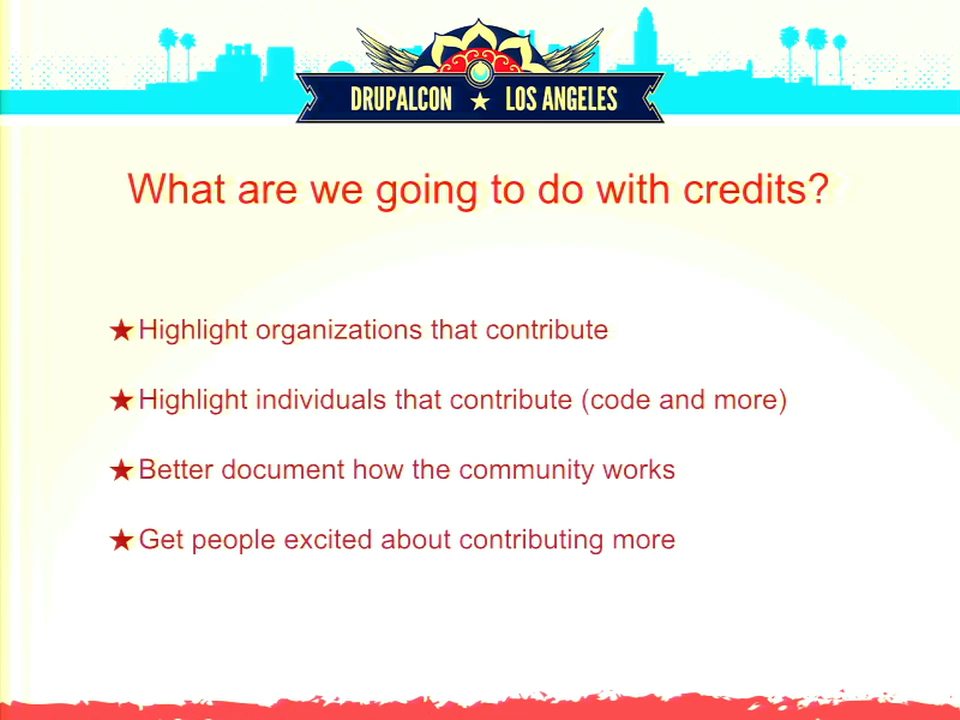 DRUPALCON ★ LOS ANGELES
What are we going to do with credits?
★Highlight organizations that contribute
★Highlight individuals that contribute (code and more)
★Better document how the community works
★Get people excited about contributing more